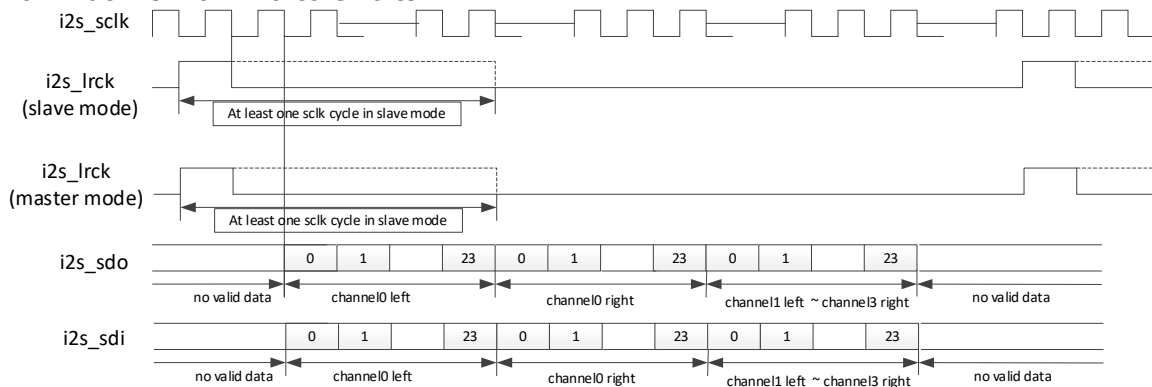 i2s_sclk
i2s_lrck
(slave mode)
At least one sclk cycle in slave mode
i2s_lrck
(master mode)
At least one sclk cycle in slave mode
i2s_sdo
0 1 23 0 1 23 0 1 23
no valid data channel0 left channel0 right channel1 left ~ channel3 right no valid data
i2s_sdi
0 1 23 0 1 23 0 1 23
no valid data channel0 left channel0 right channel1 left ~ channel3 right no valid data